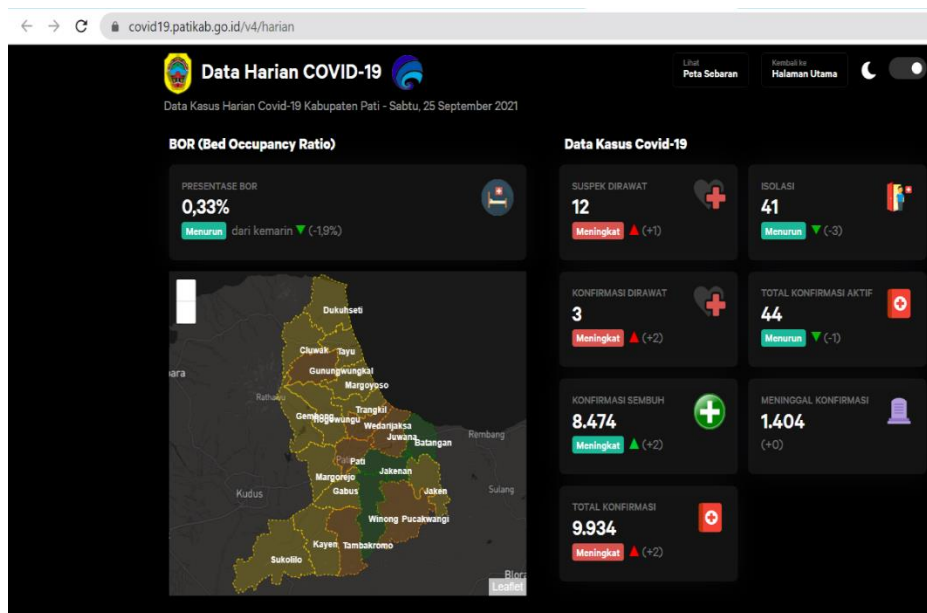 covid19.patikab.go.id/v4/harian
Data Harian COVID-19
Lihat
Peta Sebaran
Kembali ke
Halaman Utama
Data Kasus Harian Covid-19 Kabupaten Pati - Sabtu, 25 September 2021
BOR (Bed Occupancy Ratio)
PRESENTASE BOR
0,33%
Menurun dari kemarin ▼ (-1,9%)
Dukuhseti
Cluwak Tayu
Gunungwungkal
Margoyoso
Trangkil
Wedarijaksa
Juwana
Batangan
Rembang
Pati
Jakenan
Margorejo
Gabus
Jaken
Sulang
Kudus
Winong Pucakwangi
Kayen Tambakromo
Sukolilo
Blora
Leaflet
Data Kasus Covid-19
SUSPEK DIRAWAT
12
Meningkat ▲ (+1)
ISOLASI
41
Menurun ▼ (-3)
KONFIRMASI DIRAWAT
3
Meningkat ▲ (+2)
TOTAL KONFIRMASI AKTIF
44
Menurun ▼ (-1)
KONFIRMASI SEMBUH
8.474
Meningkat ▲ (+2)
MENINGGAL KONFIRMASI
1.404
(+0)
TOTAL KONFIRMASI
9.934
Meningkat ▲ (+2)